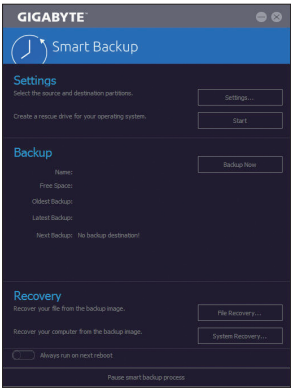 GIGABYTE™
Smart Backup
Settings
Select the source and destination partitions.
Settings...
Create a rescue drive for your operating system.
Start
Backup
Backup Now
Name:
Free Space:
Oldest Backup:
Latest Backup:
Next Backup: No backup destination!
Recovery
Recover your file from the backup image.
File Recovery...
Recover your computer from the backup image.
System Recovery...
Always run on next reboot
Pause smart backup process